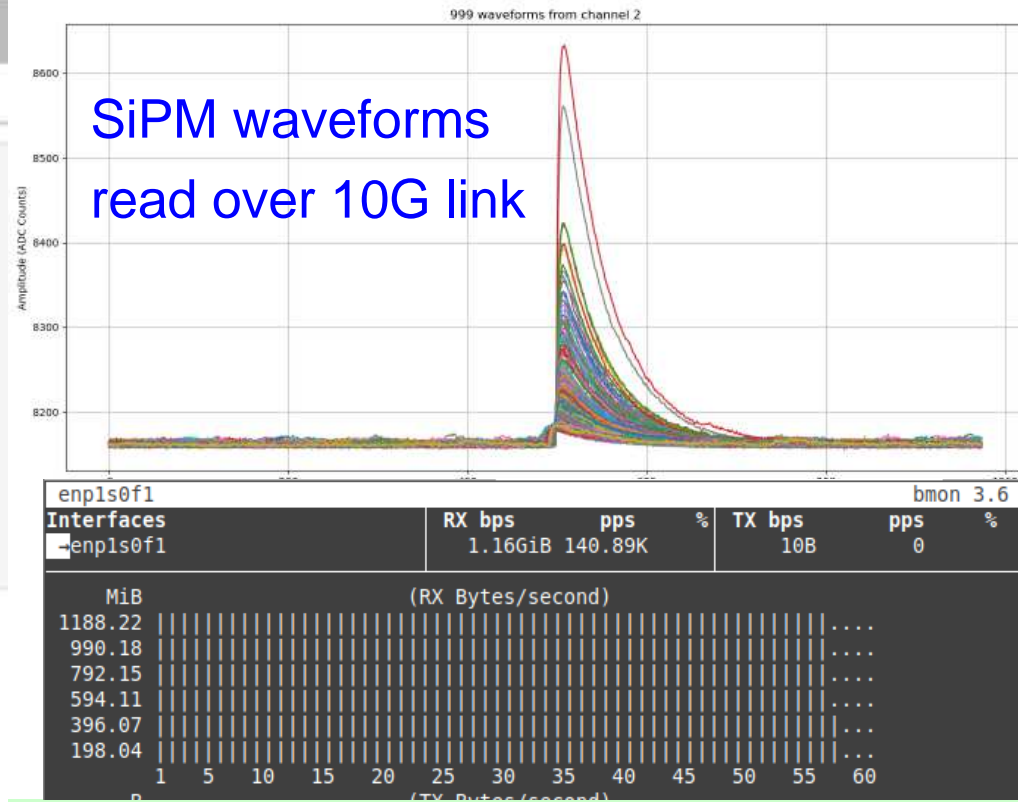 999 waveforms from channel 2
SiPM waveforms
read over 10G link
Amplitude (ADC Counts)
8600
8500
8400
8300
8200
enp1s0f1 bmon 3.6
Interfaces RX bps pps % TX bps pps %
→enp1s0f1 1.16GiB 140.89K 10B 0
MiB (RX Bytes/second)
1188.22 ||||||||||||||||||||||||||||||||||||||||||||||||||||||||....
990.18 ||||||||||||||||||||||||||||||||||||||||||||||||||||||||....
792.15 ||||||||||||||||||||||||||||||||||||||||||||||||||||||||....
594.11 ||||||||||||||||||||||||||||||||||||||||||||||||||||||||....
396.07 |||||||||||||||||||||||||||||||||||||||||||||||||||||||||...
198.04 |||||||||||||||||||||||||||||||||||||||||||||||||||||||||...
1 5 10 15 20 25 30 35 40 45 50 55 60
(TX Bytes/second)